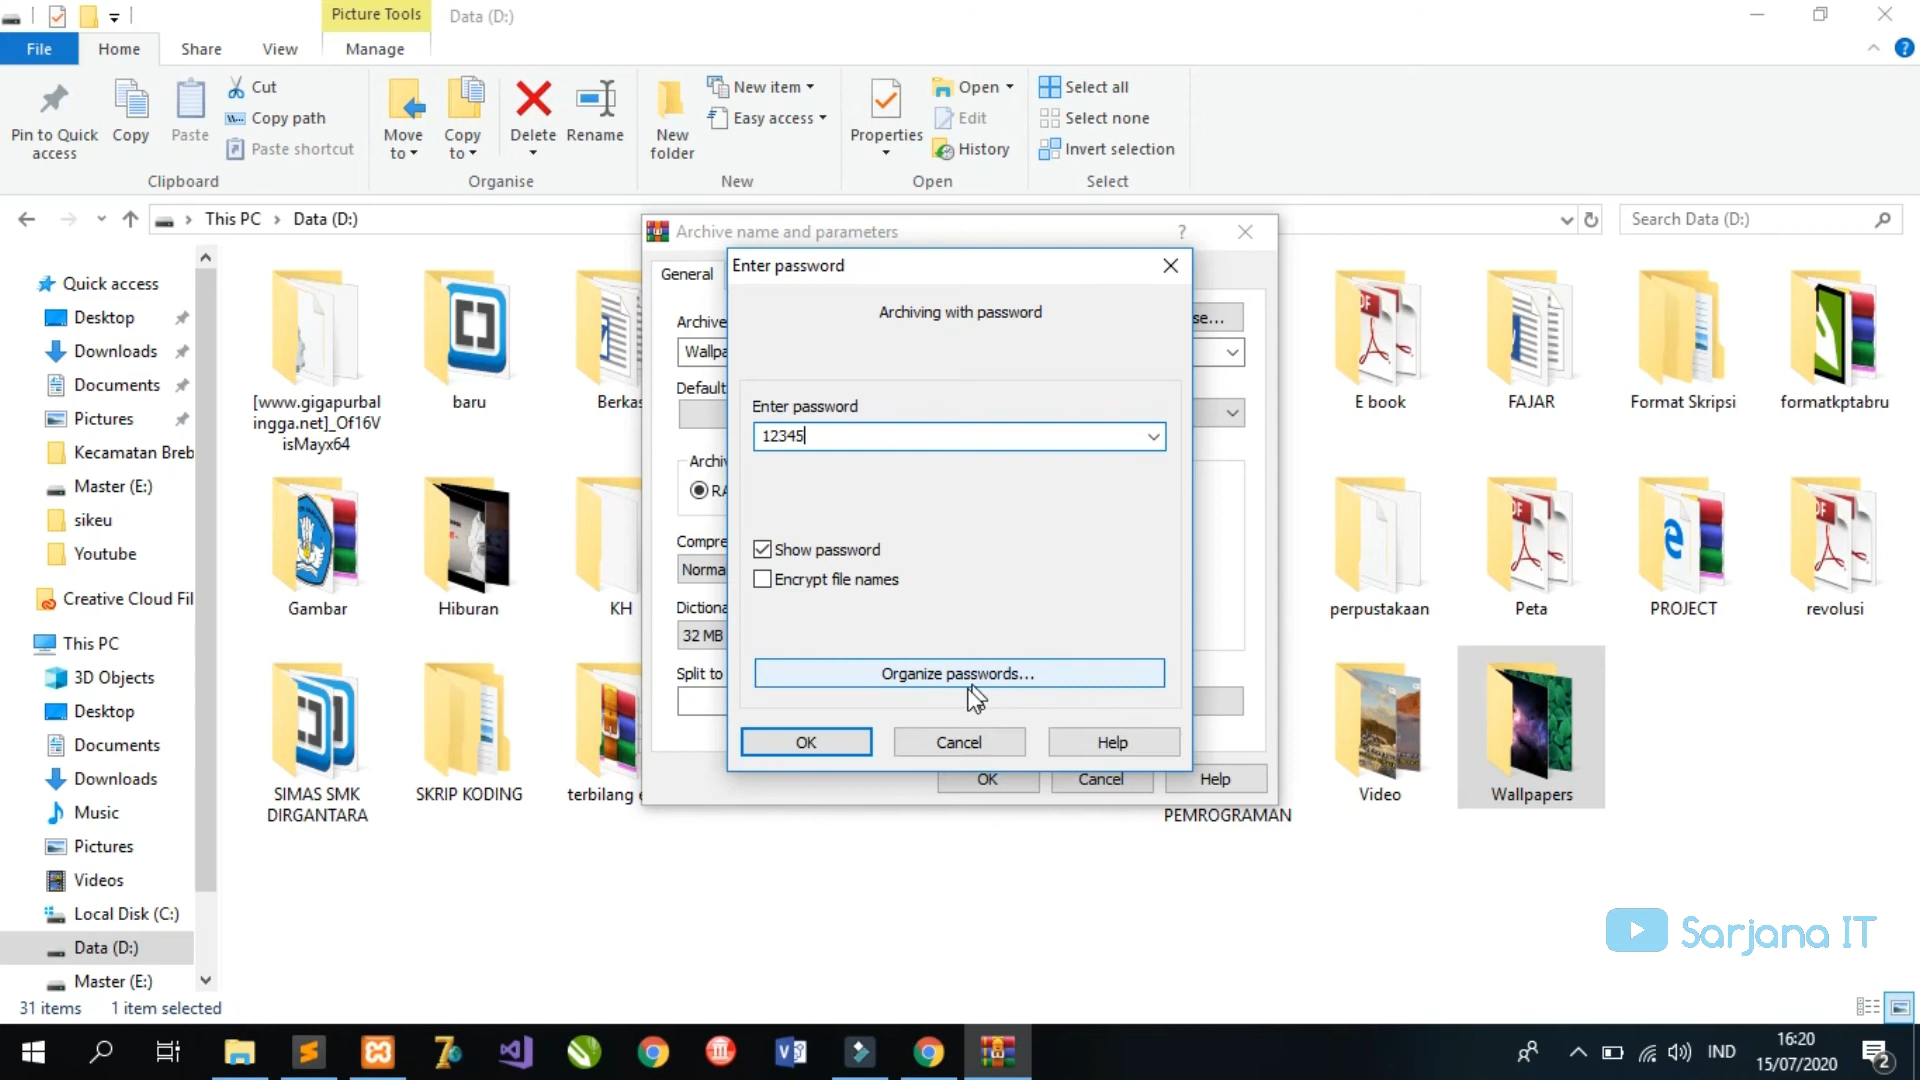 Picture Tools
Data (D:)
File
Home
Share
View
Manage
Pin to Quick
access
Copy
Paste
Cut
Copy path
Paste shortcut
Clipboard
Move
to
Copy
to
Delete
Rename
Organise
New
folder
New item
Easy access
New
Properties
Open
Edit
History
Open
Select all
Select none
Invert selection
Select
This PC
Data (D:)
Search Data (D:)
Quick access
Desktop
Downloads
Documents
Pictures
Kecamatan Breb
Master (E:)
sikeu
Youtube
Creative Cloud Fil
This PC
3D Objects
Desktop
Documents
Downloads
Music
Pictures
Videos
Local Disk (C:)
Data (D:)
Master (E:)
[www.gigapurbal
ingga.net]_Of16V
isMayx64
baru
Berkas
E book
FAJAR
Format Skripsi
formatkptabru
Gambar
Hiburan
KH
perpustakaan
Peta
PROJECT
revolusi
SIMAS SMK
DIRGANTARA
SKRIP KODING
terbilang
PEMROGRAMAN
Video
Wallpapers
Archive name and parameters
?
General
Archive
se...
Wallpa
Default
Archiv
RA
Compre
Norma
Dictiona
32 MB
Split to
OK
Cancel
Help
Enter password
Archiving with password
Enter password
12345
Show password
Encrypt file names
Organize passwords...
OK
Cancel
Help
Sarjana IT
31 items
1 item selected
IND
16:20
15/07/2020
2